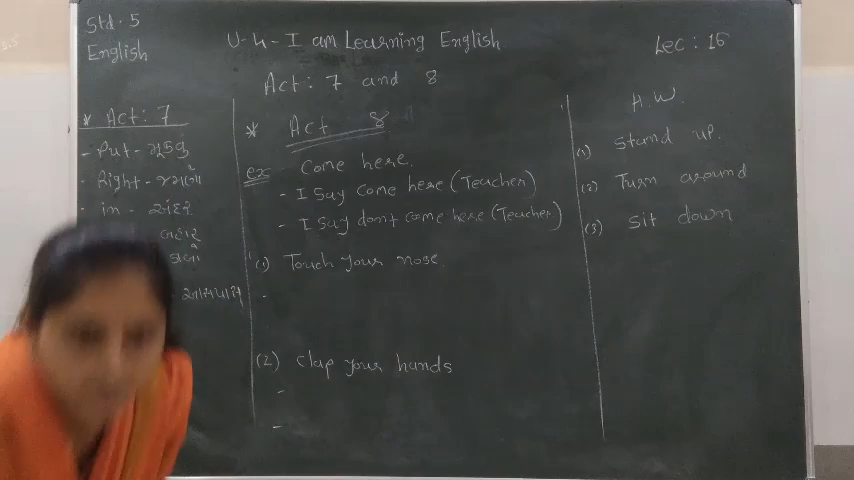 Std. 5
English
U-4-I am Learning English
Lec: 16
Act: 7 and 8
* Act: 7
- Put - મૂકવું
- Right - જમણો
- in - અંદર
બહાર
ડાબો
- આસપાસ
* Act 8
ex Come here.
- I Say come here (Teacher)
- I Say don't come here (Teacher)
(1) Touch your nose.
-
(2) Clap your hands
-
-
H.W.
(1) Stand up.
(2) Turn around
(3) Sit down